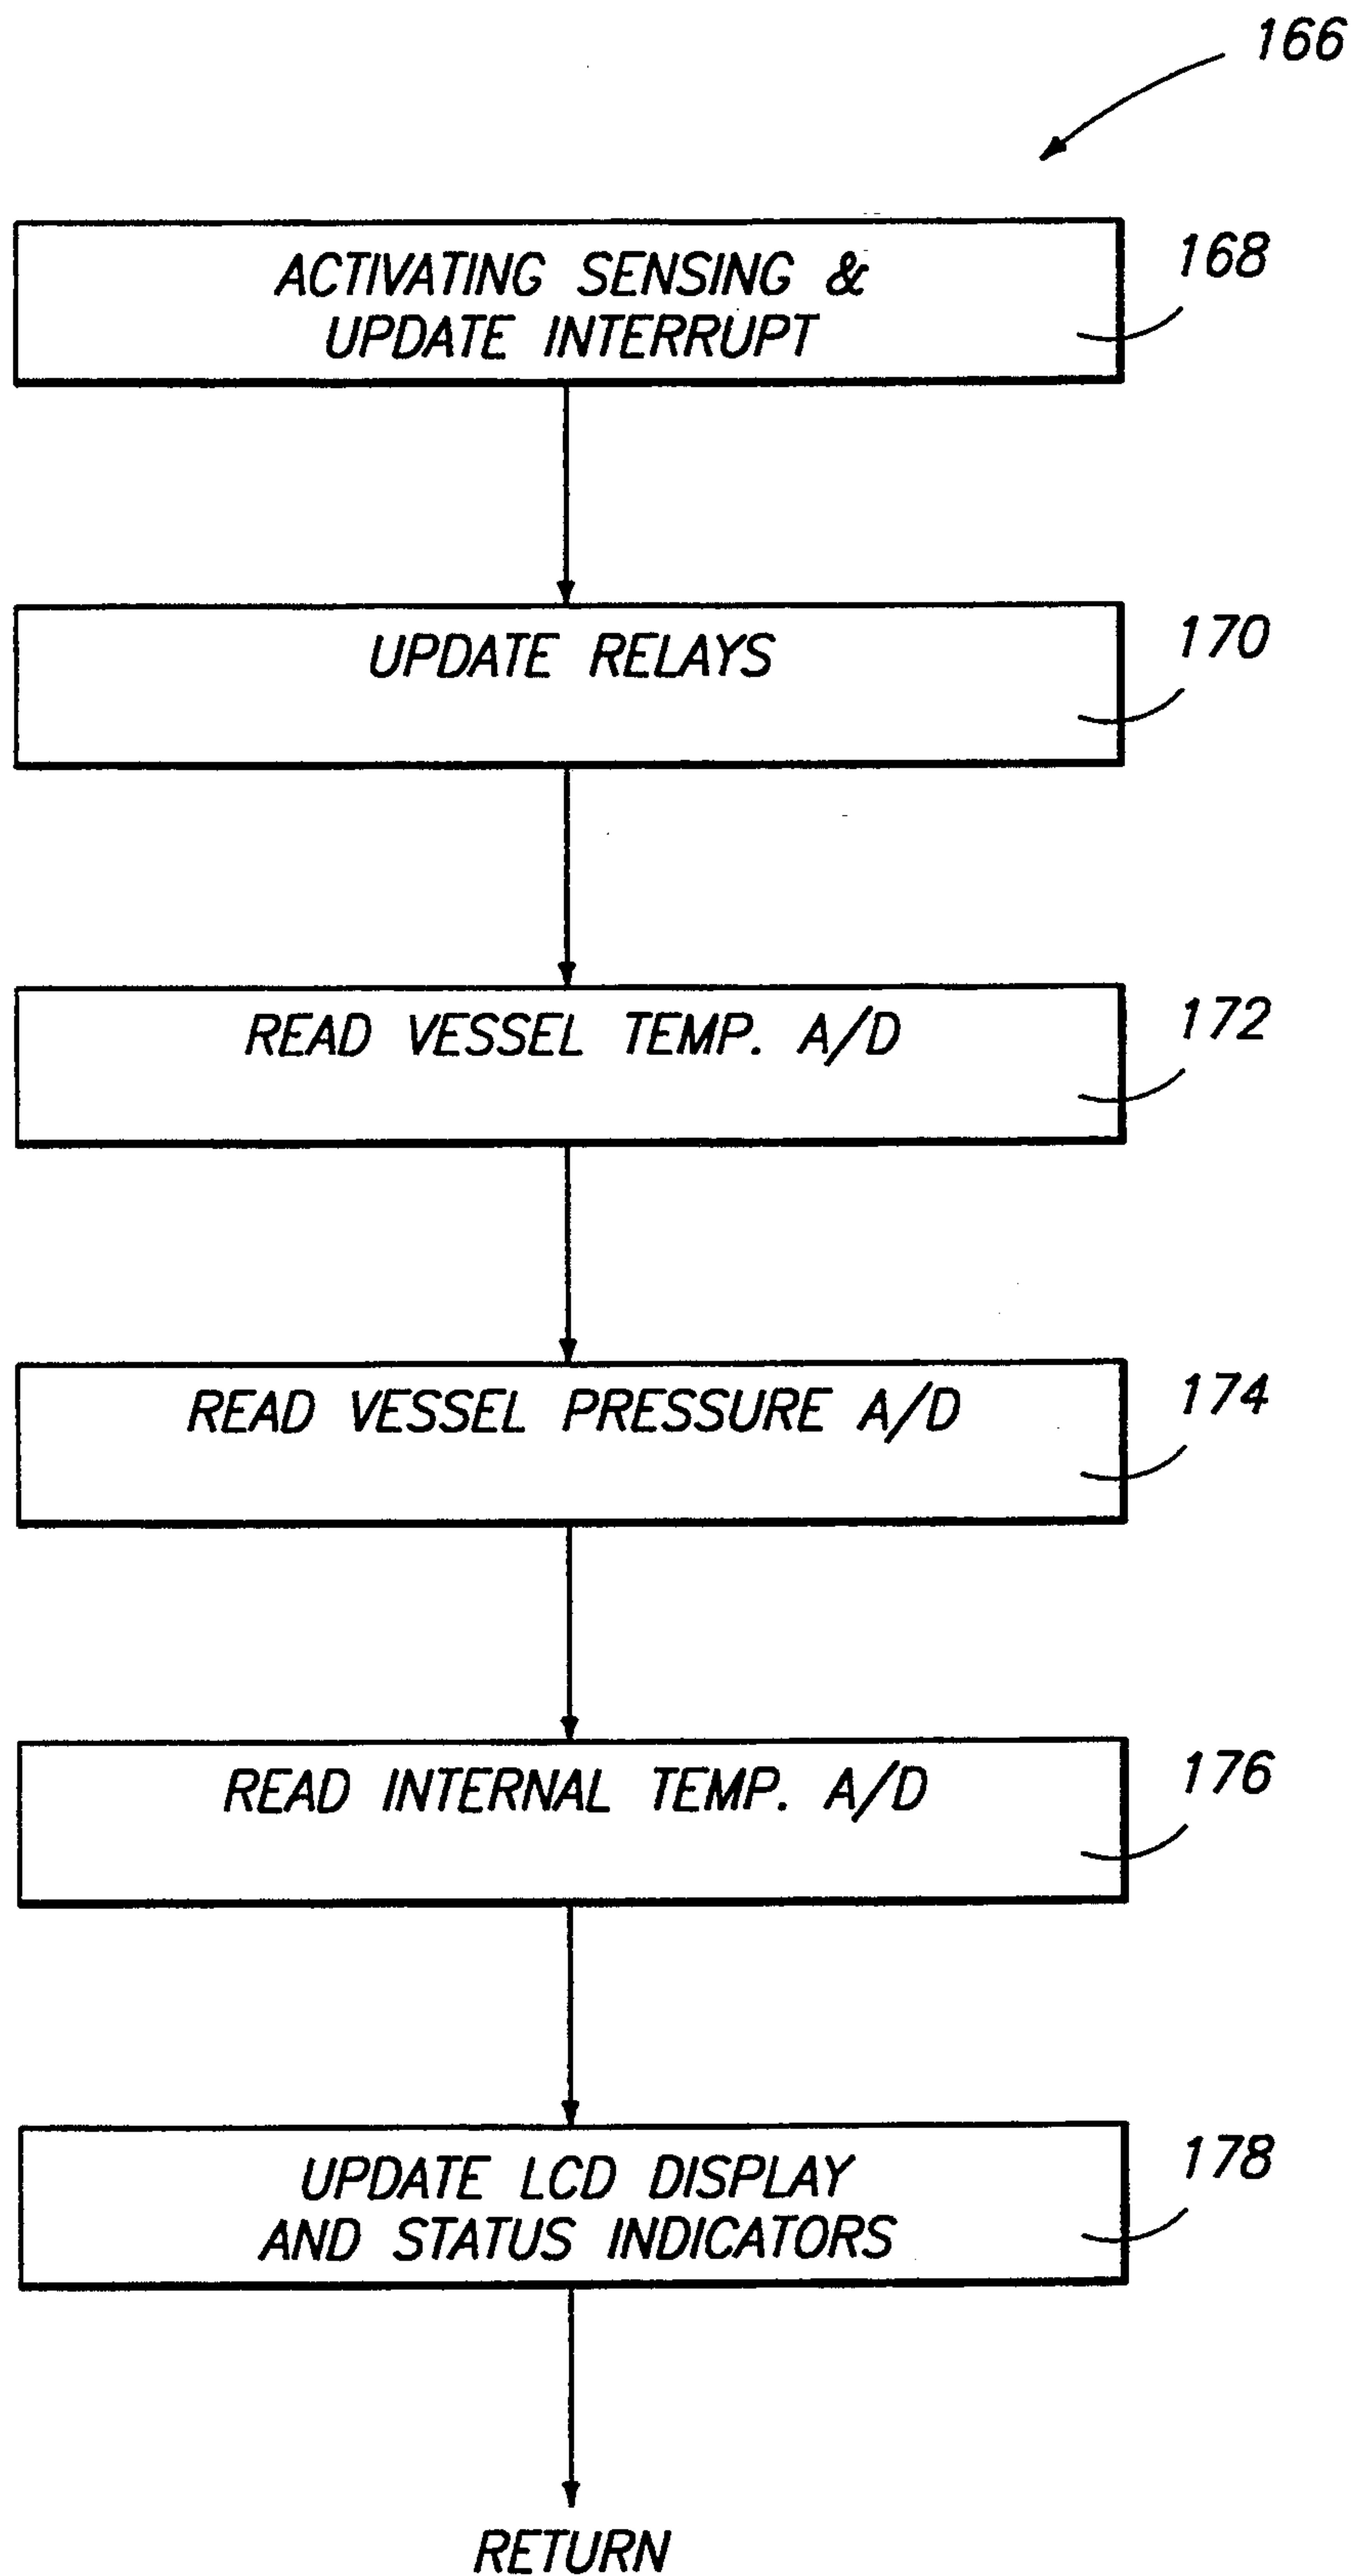 166
ACTIVATING SENSING &
UPDATE INTERRUPT
168
UPDATE RELAYS
170
READ VESSEL TEMP. A/D
172
READ VESSEL PRESSURE A/D
174
READ INTERNAL TEMP. A/D
176
UPDATE LCD DISPLAY
AND STATUS INDICATORS
178
RETURN